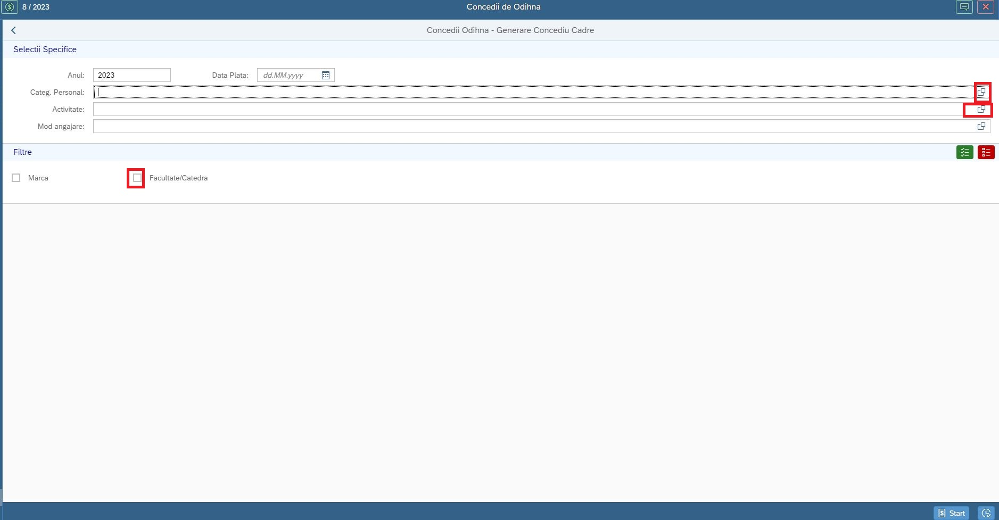 8 / 2023
Concedii de Odihna
Concedii Odihna - Generare Concediu Cadre
Selectii Specifice
Anul: 2023 Data Plata: dd.MM.yyyy
Categ. Personal:
Activitate:
Mod angajare:
Filtre
Marca Facultate/Catedra
Start